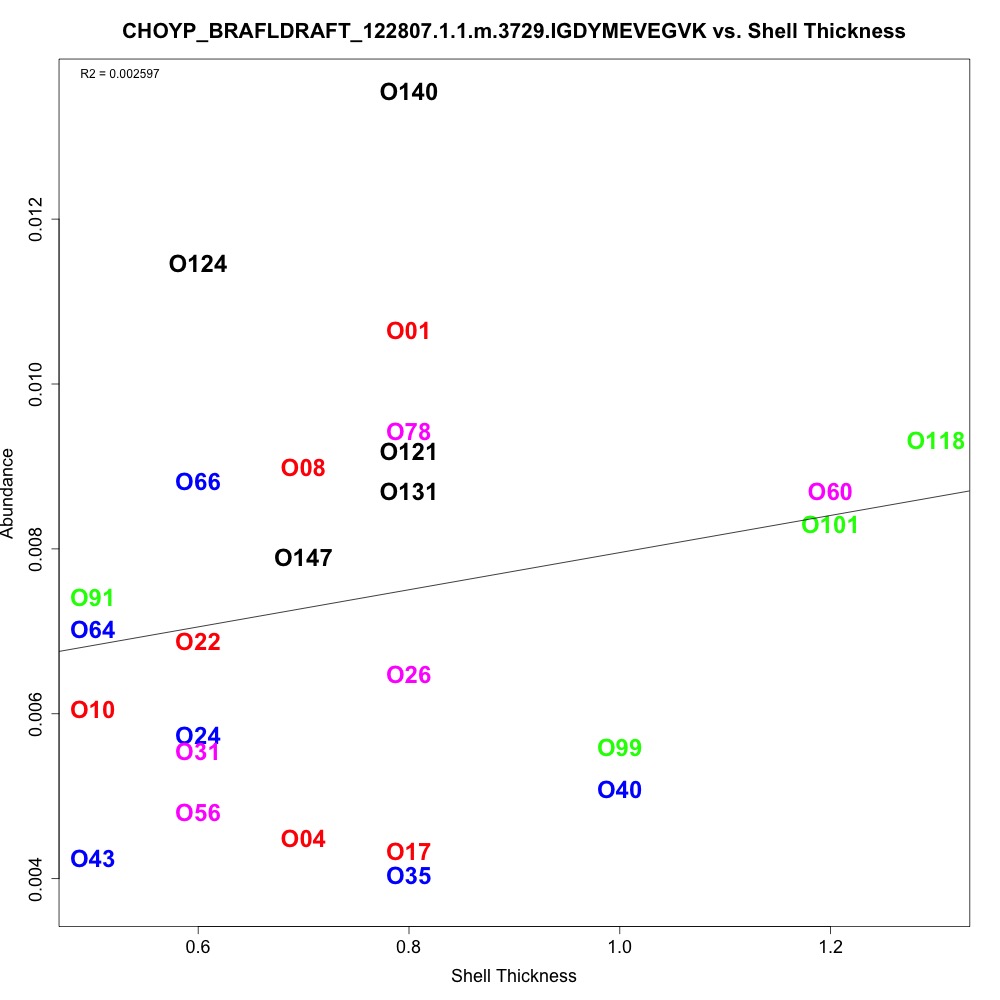 CHOYP_BRAFLDRAFT_122807.1.1.m.3729.IGDYMEVEGVK vs. Shell Thickness
R2 = 0.002597
O140
0.012
O124
O01
0.010
O78
O118
O121
O08
O66
O131
O60
O101
0.008
O147
O91
O64
O22
O26
O10
0.006
O24
O31
O99
O40
O56
O04
O17
O43
O35
0.004
Abundance
0.6 0.8 1.0 1.2
Shell Thickness